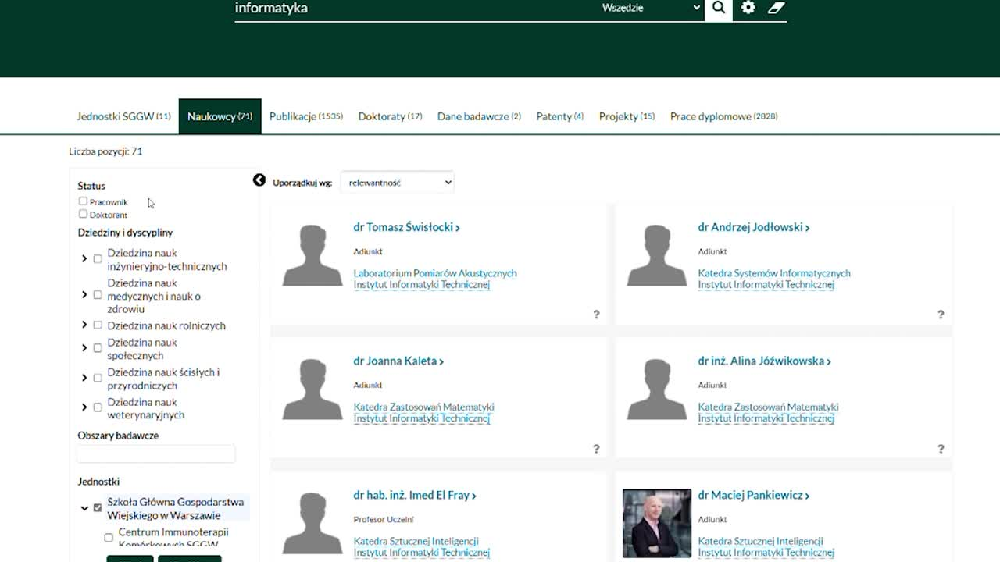 informatyka
Wszędzie
Jednostki SGGW (11)
Naukowcy (71)
Publikacje (1535)
Doktoraty (17)
Dane badawcze (2)
Patenty (4)
Projekty (15)
Prace dyplomowe (2828)
Liczba pozycji: 71
Status
Pracownik
Doktorant
Dziedziny i dyscypliny
Dziedzina nauk
inżynieryjno-technicznych
Dziedzina nauk
medycznych i nauk o
zdrowiu
Dziedzina nauk rolniczych
Dziedzina nauk
społecznych
Dziedzina nauk ścisłych i
przyrodniczych
Dziedzina nauk
weterynaryjnych
Obszary badawcze
Jednostki
Szkoła Główna Gospodarstwa
Wiejskiego w Warszawie
Centrum Immunoterapii
Komórkowych SGGW
Uporządkuj wg:
relewantność
dr Tomasz Świsłocki >
Adiunkt
Laboratorium Pomiarów Akustycznych
Instytut Informatyki Technicznej
?
dr Andrzej Jodłowski >
Adiunkt
Katedra Systemów Informatycznych
Instytut Informatyki Technicznej
?
dr Joanna Kaleta >
Adiunkt
Katedra Zastosowań Matematyki
Instytut Informatyki Technicznej
?
dr inż. Alina Jóźwikowska >
Adiunkt
Katedra Zastosowań Matematyki
Instytut Informatyki Technicznej
?
dr hab. inż. Imed El Fray >
Profesor Uczelni
Katedra Sztucznej Inteligencji
Instytut Informatyki Technicznej
dr Maciej Pankiewicz >
Adiunkt
Katedra Sztucznej Inteligencji
Instytut Informatyki Technicznej